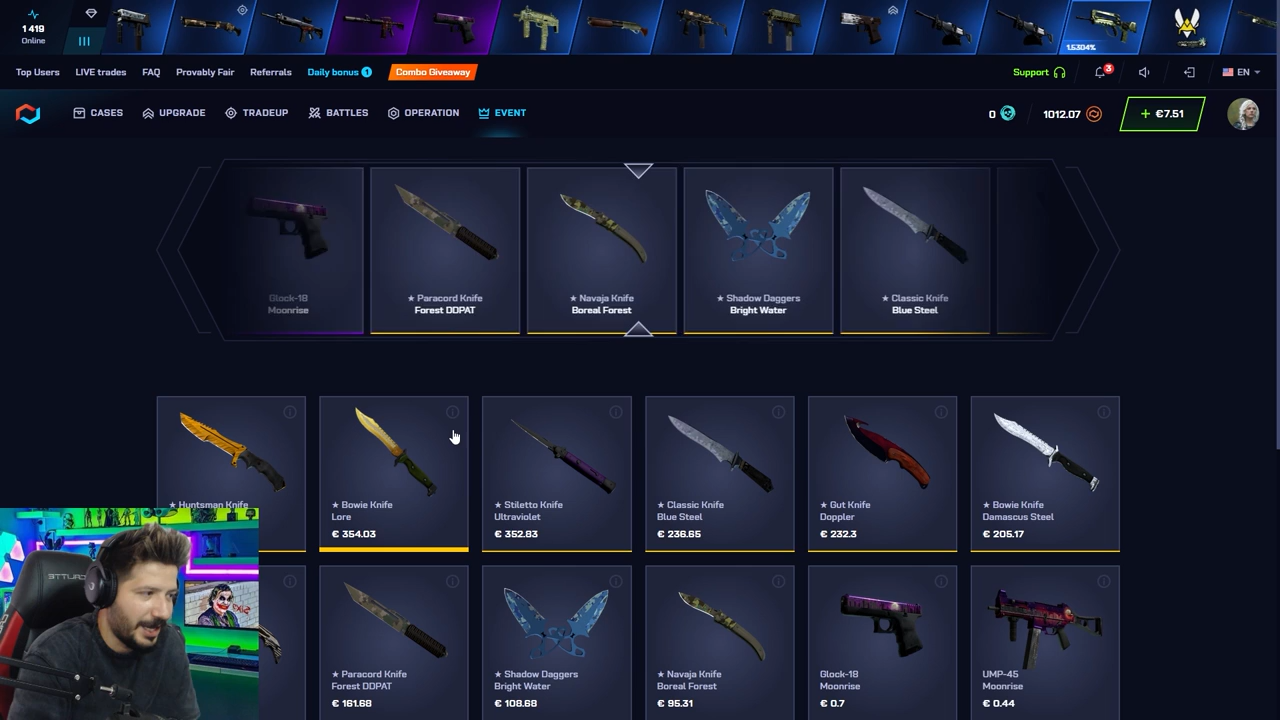 1 419
Online
1.5304%
Top Users
LIVE trades
FAQ
Provably Fair
Referrals
Daily bonus 1
Combo Giveaway
Support
3
EN
CASES
UPGRADE
TRADEUP
BATTLES
OPERATION
EVENT
0
1012.07
+ €7.51
Glock-18
Moonrise
★ Paracord Knife
Forest DDPAT
★ Navaja Knife
Boreal Forest
★ Shadow Daggers
Bright Water
★ Classic Knife
Blue Steel
★ Huntsman Knife
★ Bowie Knife
Lore
€ 354.03
★ Stiletto Knife
Ultraviolet
€ 352.83
★ Classic Knife
Blue Steel
€ 236.65
★ Gut Knife
Doppler
€ 232.3
★ Bowie Knife
Damascus Steel
€ 205.17
★ Paracord Knife
Forest DDPAT
€ 161.68
★ Shadow Daggers
Bright Water
€ 108.68
★ Navaja Knife
Boreal Forest
€ 95.31
Glock-18
Moonrise
€ 0.7
UMP-45
Moonrise
€ 0.44